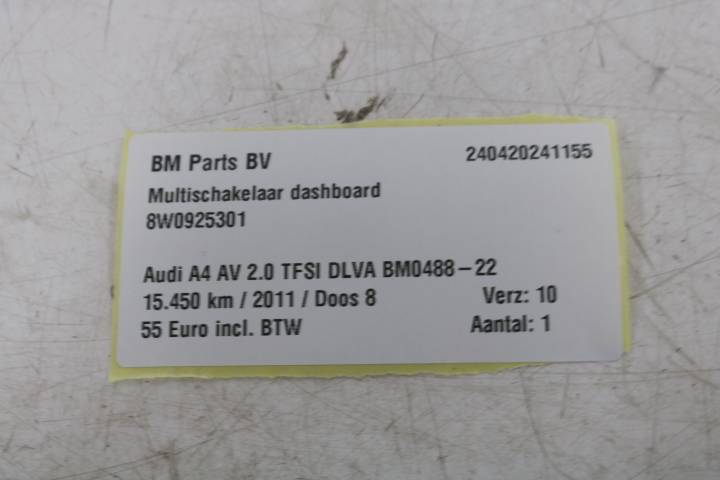 BM Parts BV 240420241155
Multischakelaar dashboard
8W0925301
Audi A4 AV 2.0 TFSI DLVA BM0488-22
15.450 km / 2011 / Doos 8 Verz: 10
55 Euro incl. BTW Aantal: 1